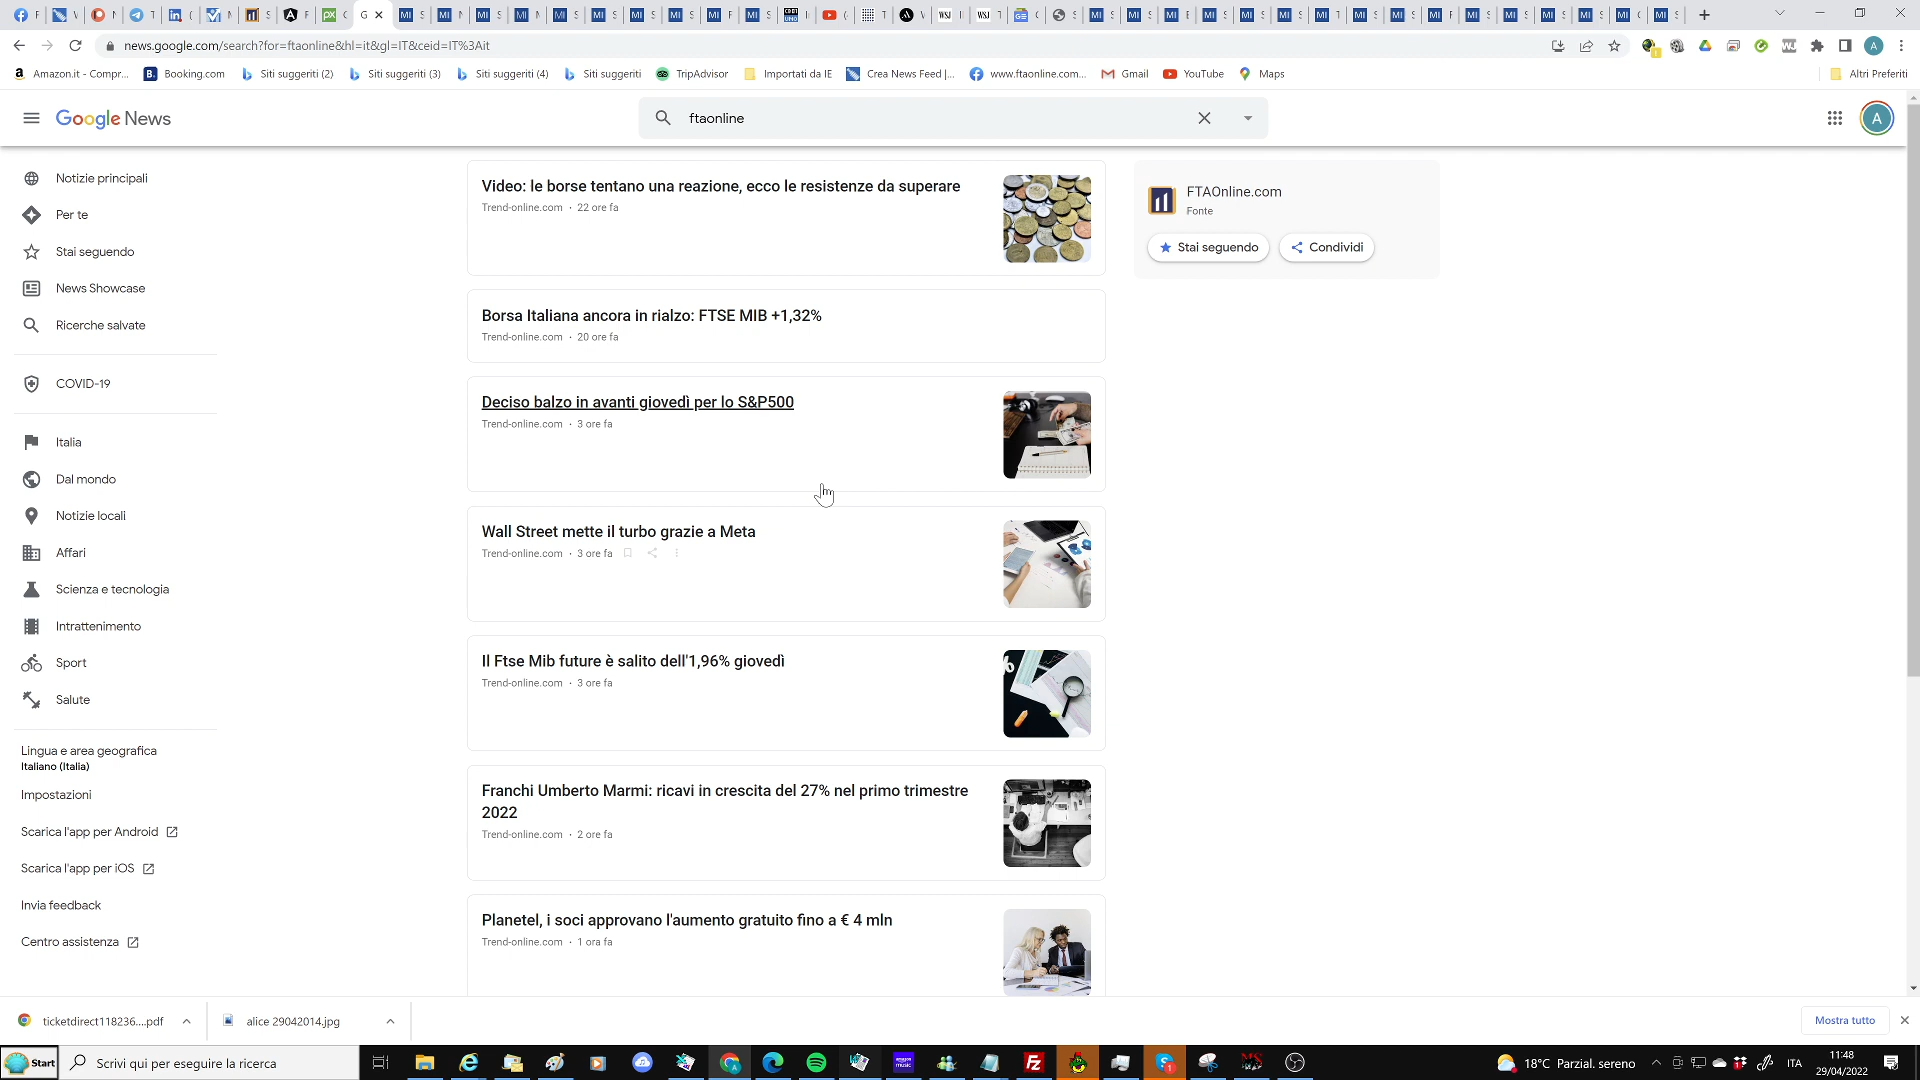 news.google.com/search?for=ftaonline&hl=it&gl=IT&ceid=IT%3Ait
Amazon.it - Compr...
Booking.com
Siti suggeriti (2)
Siti suggeriti (3)
Siti suggeriti (4)
Siti suggeriti
TripAdvisor
Importati da IE
Crea News Feed |...
www.ftaonline.com...
Gmail
YouTube
Maps
Altri Preferiti
Google News
ftaonline
A
Notizie principali
Per te
Stai seguendo
News Showcase
Ricerche salvate
COVID-19
Italia
Dal mondo
Notizie locali
Affari
Scienza e tecnologia
Intrattenimento
Sport
Salute
Lingua e area geografica
Italiano (Italia)
Impostazioni
Scarica l'app per Android
Scarica l'app per iOS
Invia feedback
Centro assistenza
Video: le borse tentano una reazione, ecco le resistenze da superare
Trend-online.com · 22 ore fa
Borsa Italiana ancora in rialzo: FTSE MIB +1,32%
Trend-online.com · 20 ore fa
Deciso balzo in avanti giovedì per lo S&P500
Trend-online.com · 3 ore fa
Wall Street mette il turbo grazie a Meta
Trend-online.com · 3 ore fa
Il Ftse Mib future è salito dell'1,96% giovedì
Trend-online.com · 3 ore fa
Franchi Umberto Marmi: ricavi in crescita del 27% nel primo trimestre
2022
Trend-online.com · 2 ore fa
Planetel, i soci approvano l'aumento gratuito fino a € 4 mln
Trend-online.com · 1 ora fa
FTAOnline.com
Fonte
Stai seguendo
Condividi
ticketdirect118236....pdf
alice 29042014.jpg
Mostra tutto
Start
Scrivi qui per eseguire la ricerca
18°C Parzial. sereno
ITA
11:48
29/04/2022